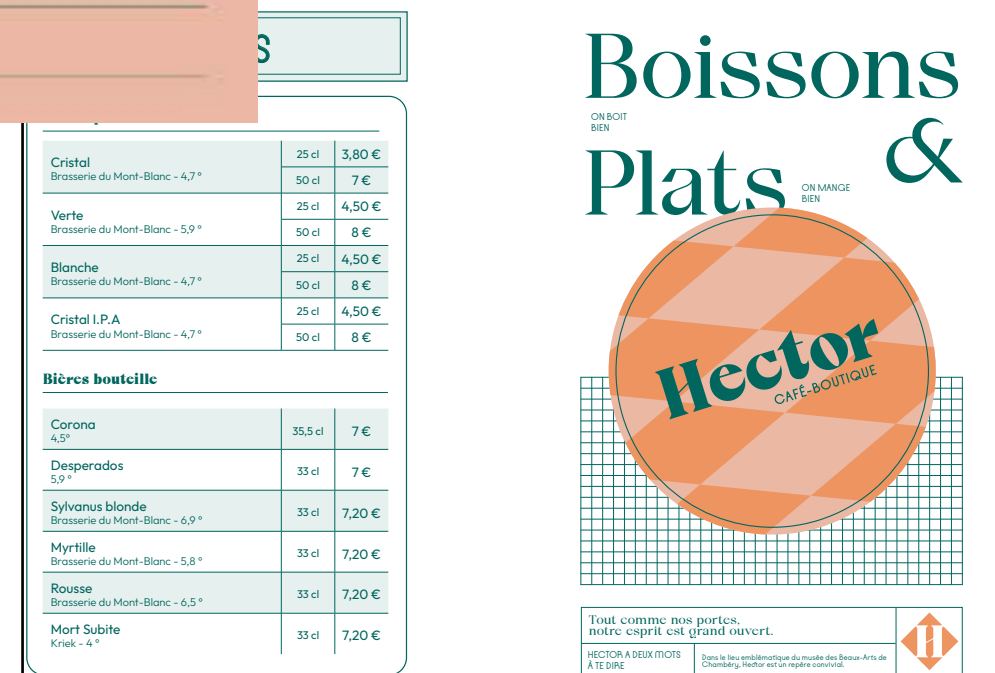 Cristal
Brasserie du Mont-Blanc - 4,7 °
25 cl 3,80 €
50 cl 7 €
Verte
Brasserie du Mont-Blanc - 5,9 °
25 cl 4,50 €
50 cl 8 €
Blanche
Brasserie du Mont-Blanc - 4,7 °
25 cl 4,50 €
50 cl 8 €
Cristal I.P.A
Brasserie du Mont-Blanc - 4,7 °
25 cl 4,50 €
50 cl 8 €
Bières bouteille
Corona
4,5°
35,5 cl 7 €
Desperados
5,9 °
33 cl 7 €
Sylvanus blonde
Brasserie du Mont-Blanc - 6,9 °
33 cl 7,20 €
Myrtille
Brasserie du Mont-Blanc - 5,8 °
33 cl 7,20 €
Rousse
Brasserie du Mont-Blanc - 6,5 °
33 cl 7,20 €
Mort Subite
Kriek - 4 °
33 cl 7,20 €
Boissons
ON BOIT
BIEN
&
Plats
ON MANGE
BIEN
Hector
CAFÉ-BOUTIQUE
Tout comme nos portes,
notre esprit est grand ouvert.
HECTOR A DEUX MOTS
À TE DIRE
Dans le lieu emblématique du musée des Beaux-Arts de
Chambéry, Hector est un repère convivial.
H